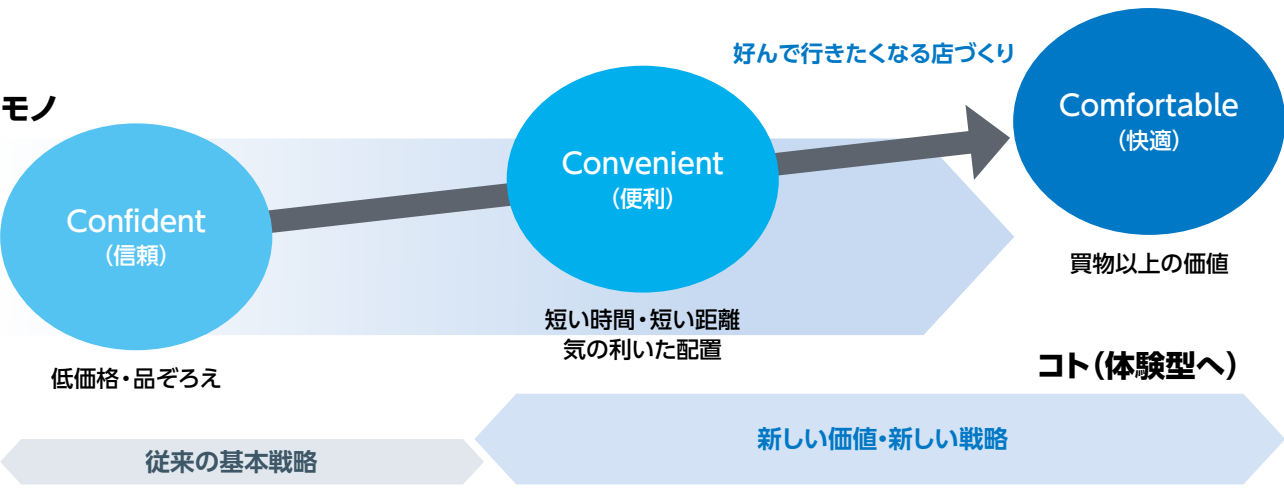 好んで行きたくなる店づくり
モノ
Confident
(信頼)
低価格・品ぞろえ
Convenient
(便利)
短い時間・短い距離
気の利いた配置
Comfortable
(快適)
買物以上の価値
コト(体験型へ)
従来の基本戦略
新しい価値・新しい戦略